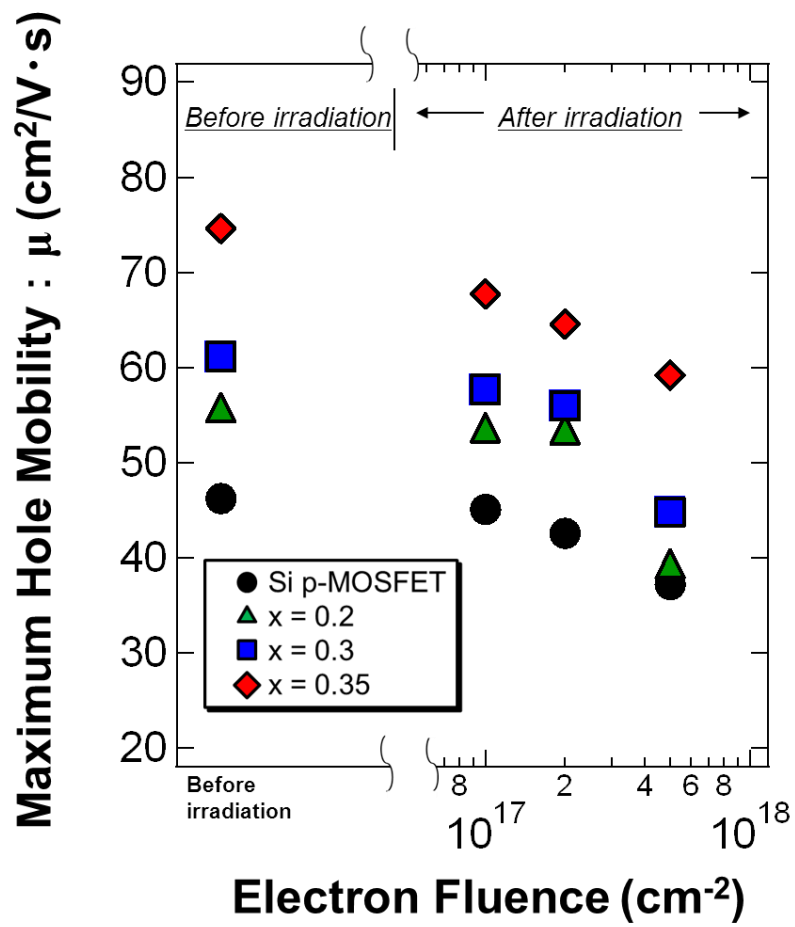 Maximum Hole Mobility : μ (cm²/V·s)
90
80
70
60
50
40
30
20
Before irradiation
After irradiation
Si p-MOSFET
x = 0.2
x = 0.3
x = 0.35
Before
irradiation
8 2 4 6 8
10¹⁷ 10¹⁸
Electron Fluence (cm⁻²)